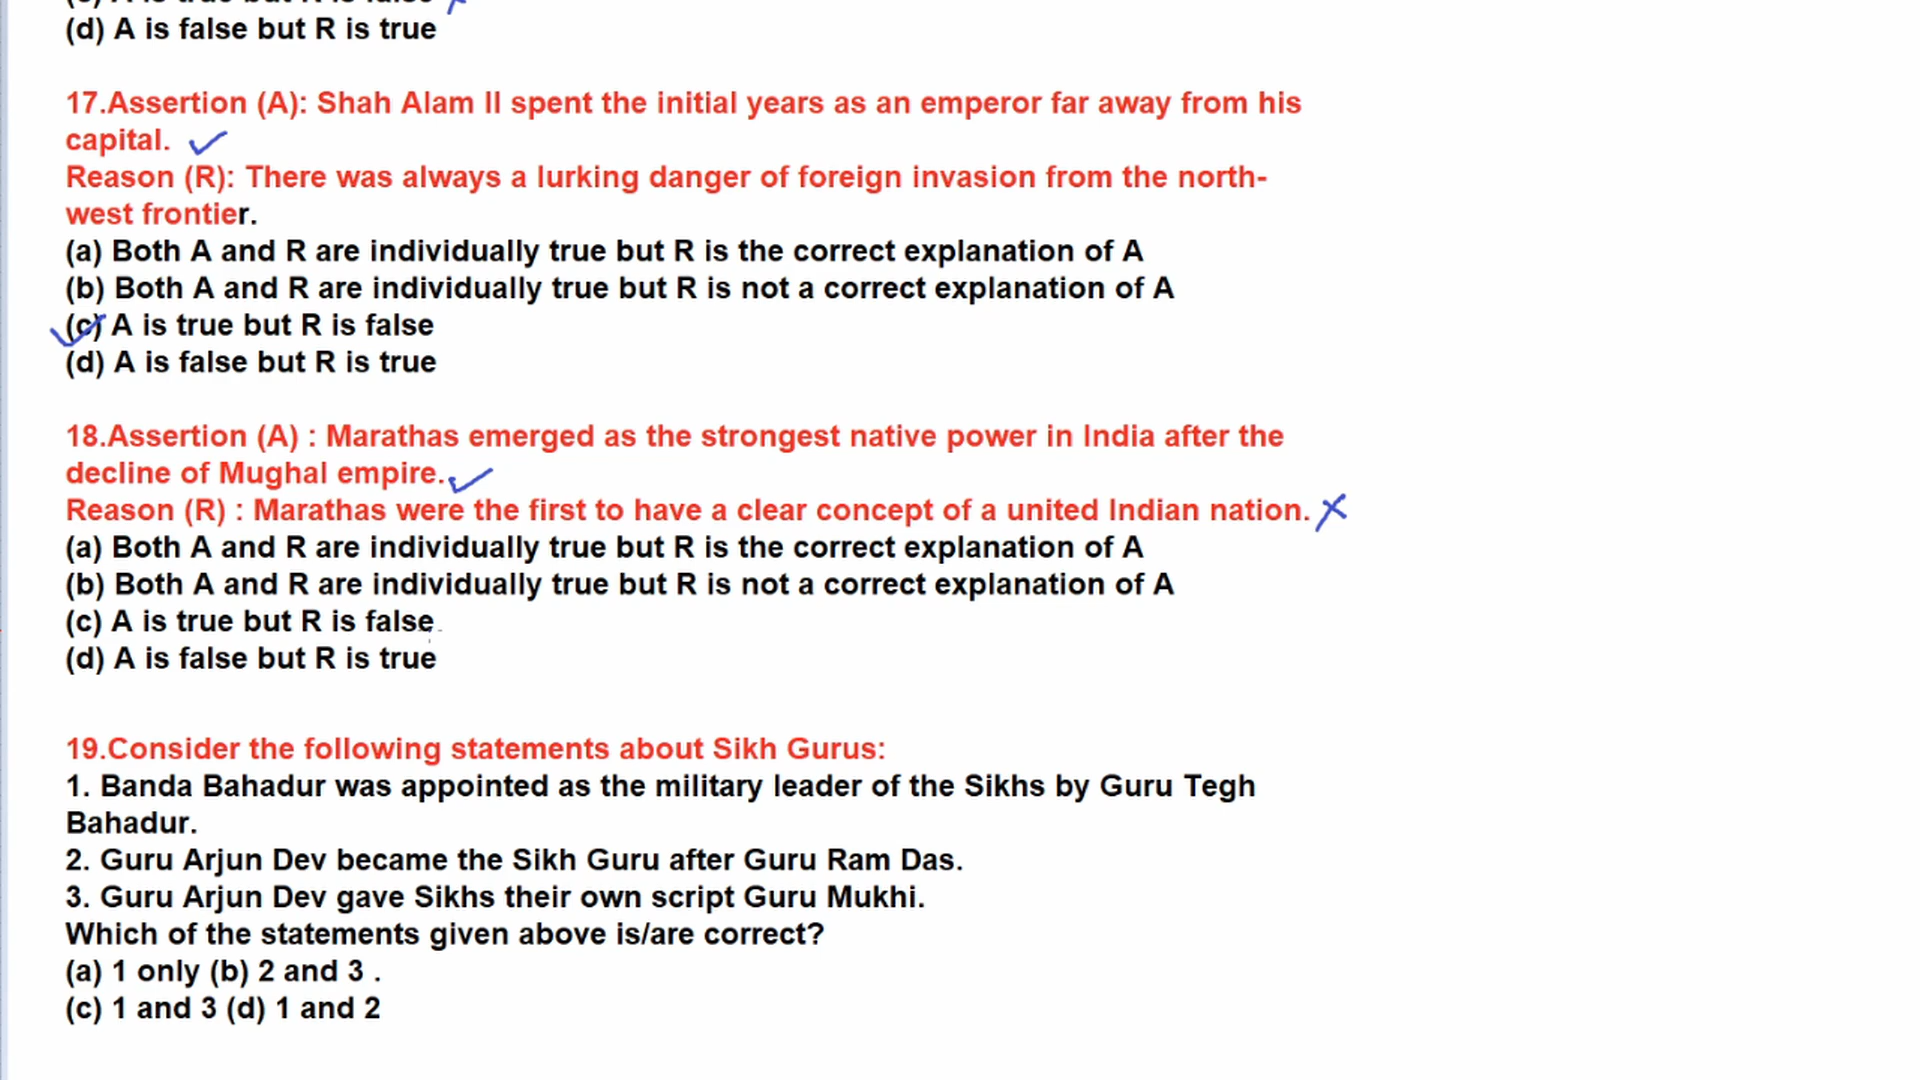 (d) A is false but R is true
17.Assertion (A): Shah Alam II spent the initial years as an emperor far away from his
capital.
Reason (R): There was always a lurking danger of foreign invasion from the north-
west frontier.
(a) Both A and R are individually true but R is the correct explanation of A
(b) Both A and R are individually true but R is not a correct explanation of A
(c) A is true but R is false
(d) A is false but R is true
18.Assertion (A) : Marathas emerged as the strongest native power in India after the
decline of Mughal empire.
Reason (R) : Marathas were the first to have a clear concept of a united Indian nation.
(a) Both A and R are individually true but R is the correct explanation of A
(b) Both A and R are individually true but R is not a correct explanation of A
(c) A is true but R is false
(d) A is false but R is true
19.Consider the following statements about Sikh Gurus:
1. Banda Bahadur was appointed as the military leader of the Sikhs by Guru Tegh
Bahadur.
2. Guru Arjun Dev became the Sikh Guru after Guru Ram Das.
3. Guru Arjun Dev gave Sikhs their own script Guru Mukhi.
Which of the statements given above is/are correct?
(a) 1 only (b) 2 and 3 .
(c) 1 and 3 (d) 1 and 2